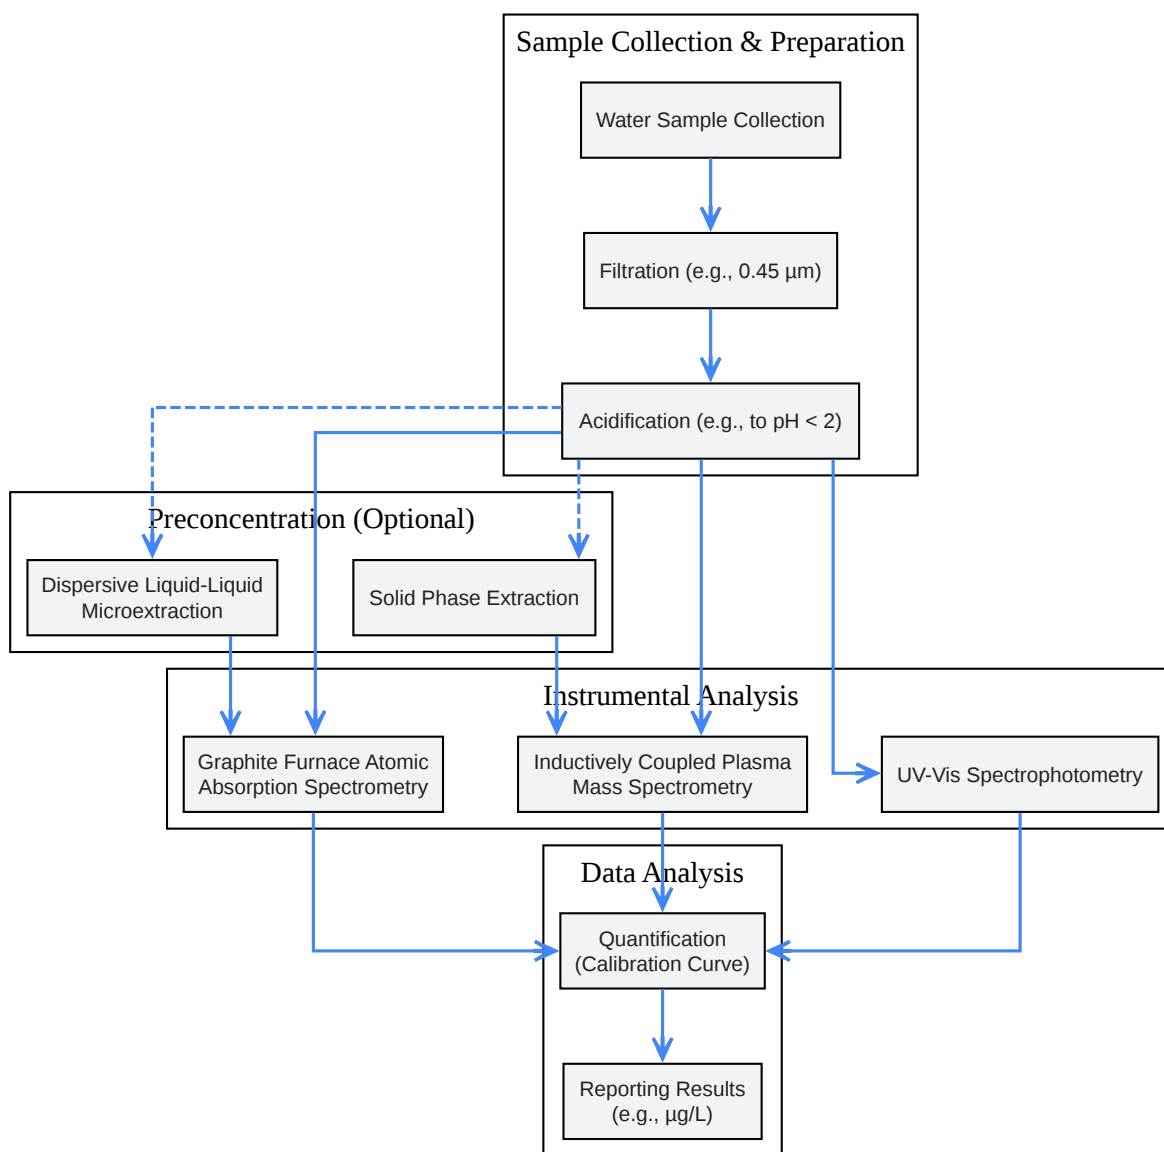 Sample Collection & Preparation
Water Sample Collection
Filtration (e.g., 0.45 µm)
Acidification (e.g., to pH < 2)
Preconcentration (Optional)
Dispersive Liquid-Liquid
Microextraction
Solid Phase Extraction
Instrumental Analysis
Graphite Furnace Atomic
Absorption Spectrometry
Inductively Coupled Plasma
Mass Spectrometry
UV-Vis Spectrophotometry
Data Analysis
Quantification
(Calibration Curve)
Reporting Results
(e.g., µg/L)